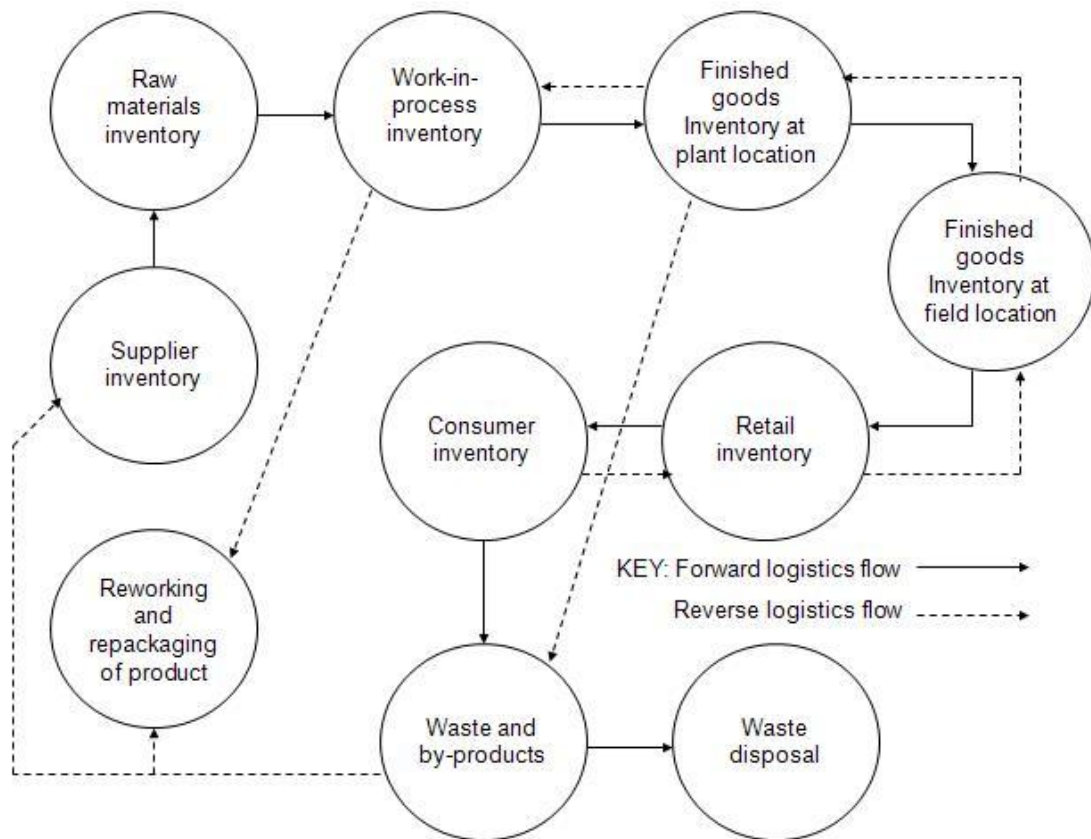 Raw
materials
inventory
Work-in-
process
inventory
Finished
goods
Inventory at
plant location
Finished
goods
Inventory at
field location
Supplier
inventory
Consumer
inventory
Retail
inventory
KEY: Forward logistics flow
Reverse logistics flow
Reworking
and
repackaging
of product
Waste and
by-products
Waste
disposal